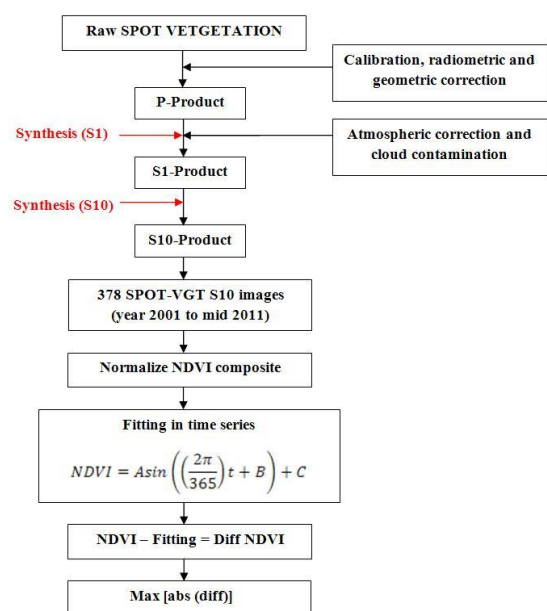 Raw SPOT VETGETATION
Calibration, radiometric and
geometric correction
P-Product
Synthesis (S1)
Atmospheric correction and
cloud contamination
S1-Product
Synthesis (S10)
S10-Product
378 SPOT-VGT S10 images
(year 2001 to mid 2011)
Normalize NDVI composite
Fitting in time series
NDVI = Asin((2π/365)t + B) + C
NDVI – Fitting = Diff NDVI
Max [abs (diff)]